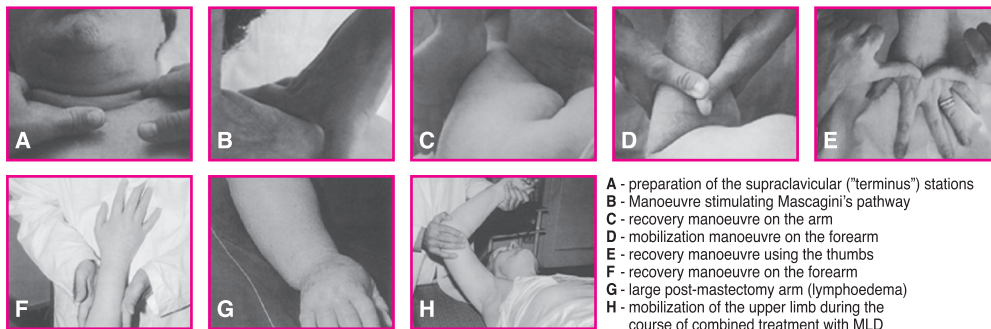 A
B
C
D
E
F
G
H
A - preparation of the supraclavicular ("terminus") stations
B - Manoeuvre stimulating Mascagini's pathway
C - recovery manoeuvre on the arm
D - mobilization manoeuvre on the forearm
E - recovery manoeuvre using the thumbs
F - recovery manoeuvre on the forearm
G - large post-mastectomy arm (lymphoedema)
H - mobilization of the upper limb during the
course of combined treatment with MLD